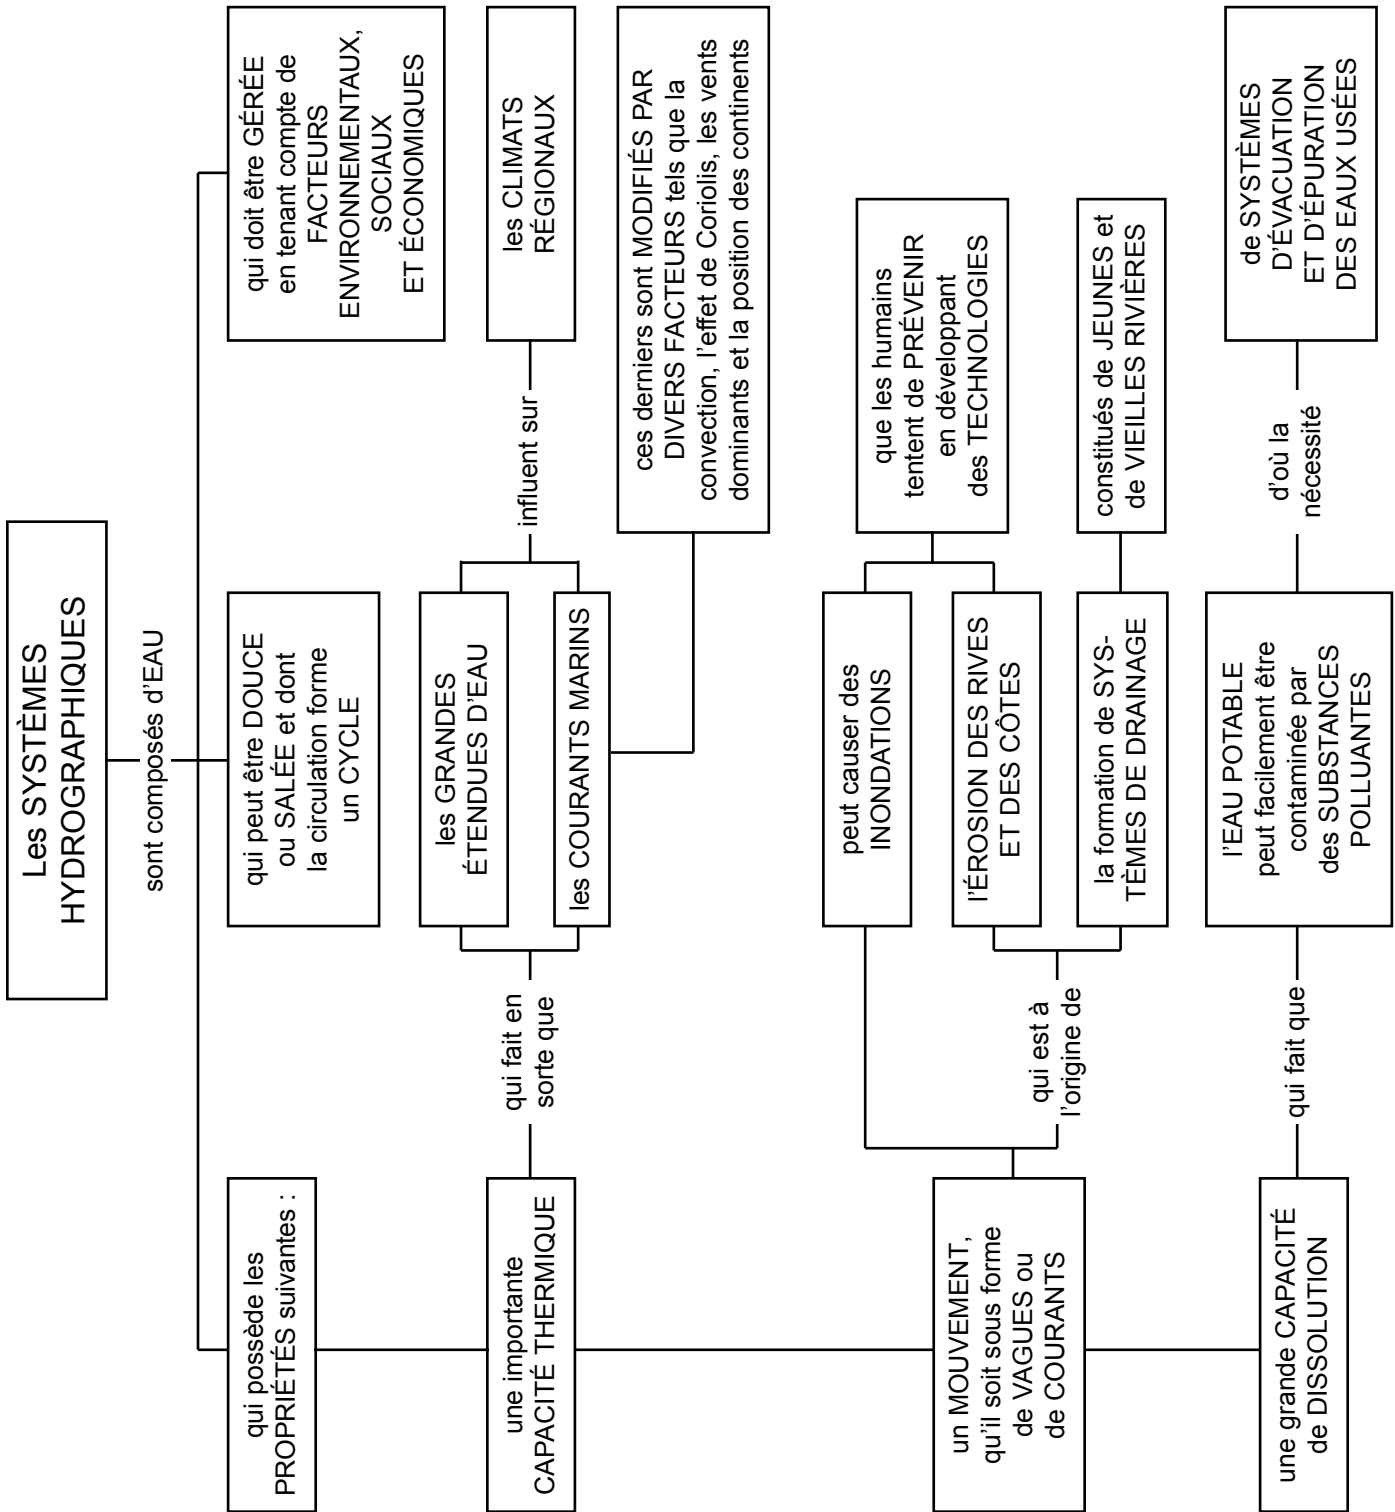 Les SYSTÈMES
HYDROGRAPHIQUES
sont composés d'EAU
qui possède les
PROPRIÉTÉS suivantes :
qui peut être DOUCE
ou SALÉE et dont
la circulation forme
un CYCLE
qui doit être GÉRÉE
en tenant compte de
FACTEURS
ENVIRONNEMENTAUX,
SOCIAUX
ET ÉCONOMIQUES
une importante
CAPACITÉ THERMIQUE
qui fait en
sorte que
les GRANDES
ÉTENDUES D'EAU
les COURANTS MARINS
influent sur
les CLIMATS
RÉGIONAUX
ces derniers sont MODIFIÉS PAR
DIVERS FACTEURS tels que la
convection, l'effet de Coriolis, les vents
dominants et la position des continents
un MOUVEMENT,
qu'il soit sous forme
de VAGUES ou
de COURANTS
peut causer des
INONDATIONS
qui est à
l'origine de
l'ÉROSION DES RIVES
ET DES CÔTES
que les humains
tentent de PRÉVENIR
en développant
des TECHNOLOGIES
la formation de SYS-
TÈMES DE DRAINAGE
constitués de JEUNES et
de VIEILLES RIVIÈRES
une grande CAPACITÉ
de DISSOLUTION
qui fait que
l'EAU POTABLE
peut facilement être
contaminée par
des SUBSTANCES
POLLUANTES
d'où la
nécessité
de SYSTÈMES
D'ÉVACUATION
ET D'ÉPURATION
DES EAUX USÉES